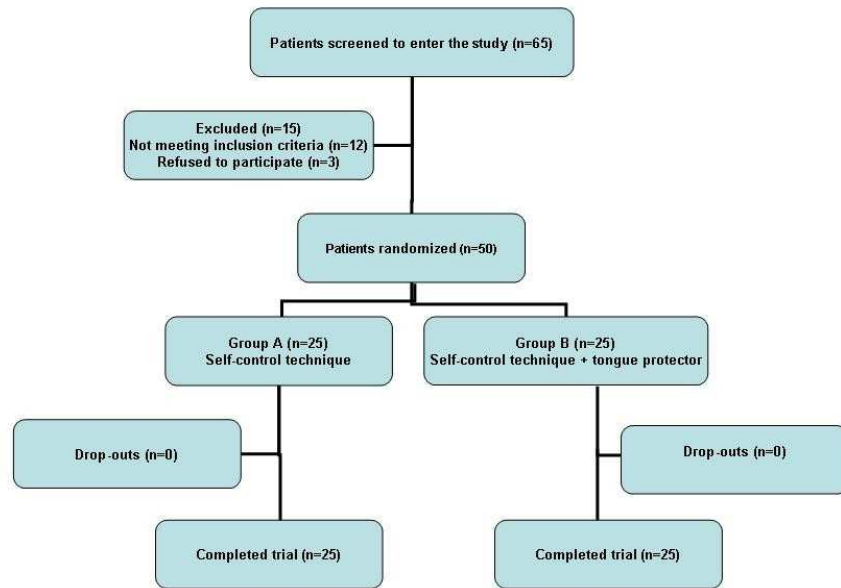 Patients screened to enter the study (n=65)
Excluded (n=15)
Not meeting inclusion criteria (n=12)
Refused to participate (n=3)
Patients randomized (n=50)
Group A (n=25)
Self-control technique
Group B (n=25)
Self-control technique + tongue protector
Drop-outs (n=0)
Drop-outs (n=0)
Completed trial (n=25)
Completed trial (n=25)